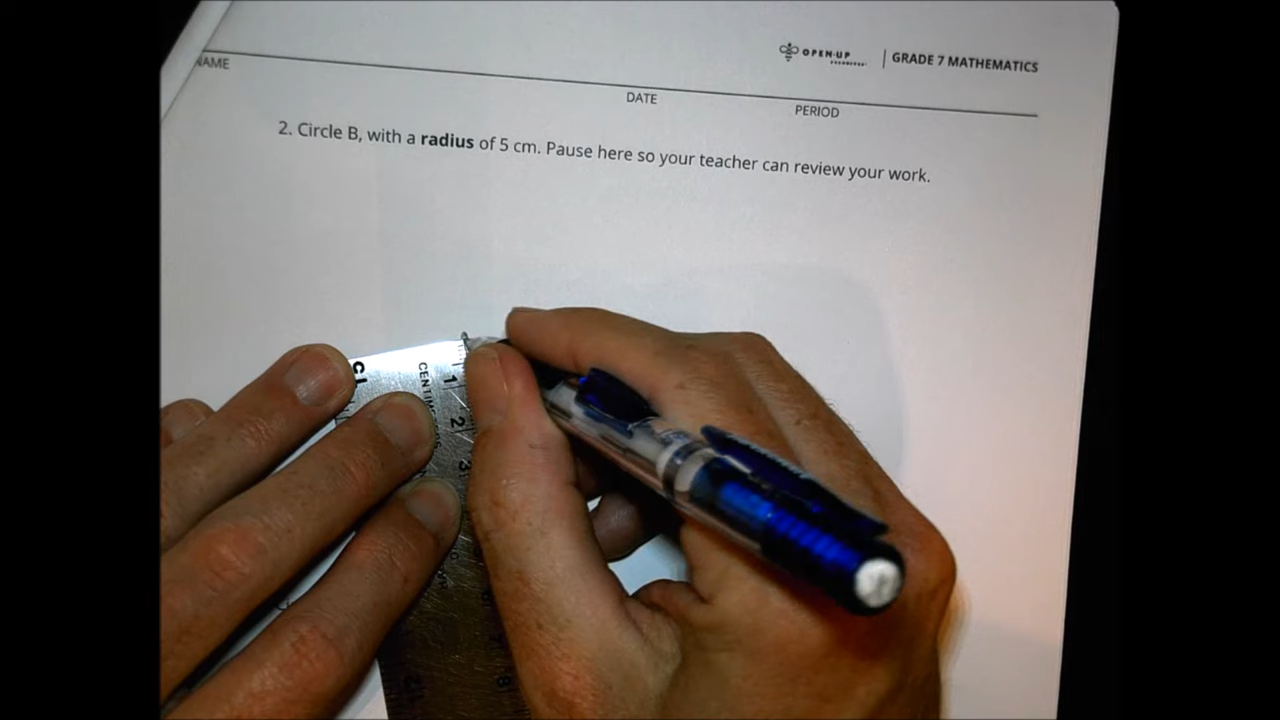 OPEN-UP
GRADE 7 MATHEMATICS
NAME
DATE
PERIOD
2. Circle B, with a radius of 5 cm. Pause here so your teacher can review your work.
1
2
3
8